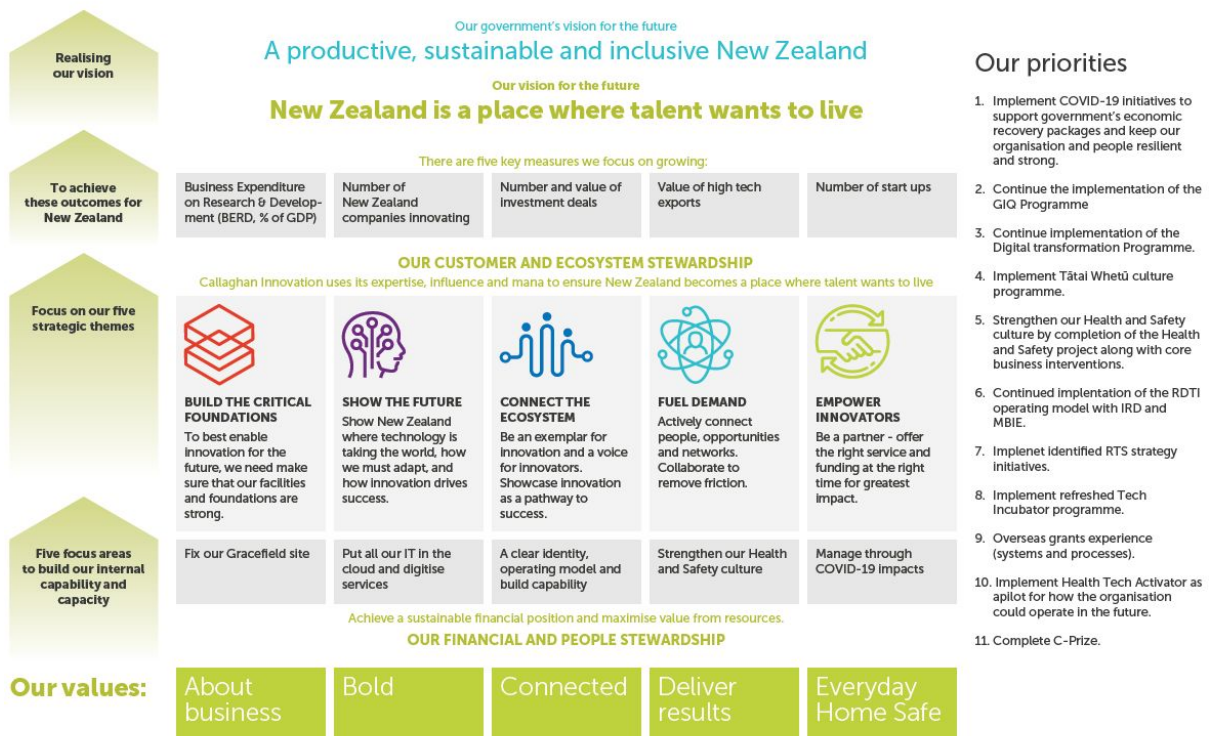 Realising
our vision
Our government's vision for the future
A productive, sustainable and inclusive New Zealand
Our vision for the future
New Zealand is a place where talent wants to live
To achieve
these outcomes for
New Zealand
There are five key measures we focus on growing:
Business Expenditure
on Research & Develop-
ment (BERD, % of GDP)
Number of
New Zealand
companies innovating
Number and value of
investment deals
Value of high tech
exports
Number of start ups
OUR CUSTOMER AND ECOSYSTEM STEWARDSHIP
Callaghan Innovation uses its expertise, influence and mana to ensure New Zealand becomes a place where talent wants to live
Focus on our five
strategic themes
BUILD THE CRITICAL
FOUNDATIONS
To best enable
innovation for the
future, we need make
sure that our facilities
and foundations are
strong.
SHOW THE FUTURE
Show New Zealand
where technology is
taking the world, how
we must adapt, and
how innovation drives
success.
CONNECT THE
ECOSYSTEM
Be an exemplar for
innovation and a voice
for innovators.
Showcase innovation
as a pathway to
success.
FUEL DEMAND
Actively connect
people, opportunities
and networks.
Collaborate to
remove friction.
EMPOWER
INNOVATORS
Be a partner - offer
the right service and
funding at the right
time for greatest
impact.
Five focus areas
to build our internal
capability and
capacity
Fix our Gracefield site
Put all our IT in the
cloud and digitise
services
A clear identity,
operating model and
build capability
Strengthen our Health
and Safety culture
Manage through
COVID-19 impacts
Achieve a sustainable financial position and maximise value from resources.
OUR FINANCIAL AND PEOPLE STEWARDSHIP
Our values:
About
business
Bold
Connected
Deliver
results
Everyday
Home Safe
Our priorities
1. Implement COVID-19 initiatives to
support government's economic
recovery packages and keep our
organisation and people resilient
and strong.
2. Continue the implementation of the
GIQ Programme
3. Continue implementation of the
Digital transformation Programme.
4. Implement Tātai Whetū culture
programme.
5. Strengthen our Health and Safety
culture by completion of the Health
and Safety project along with core
business interventions.
6. Continued implentation of the RDTI
operating model with IRD and
MBIE.
7. Implenet identified RTS strategy
initiatives.
8. Implement refreshed Tech
Incubator programme.
9. Overseas grants experience
(systems and processes).
10. Implement Health Tech Activator as
apilot for how the organisation
could operate in the future.
11. Complete C-Prize.